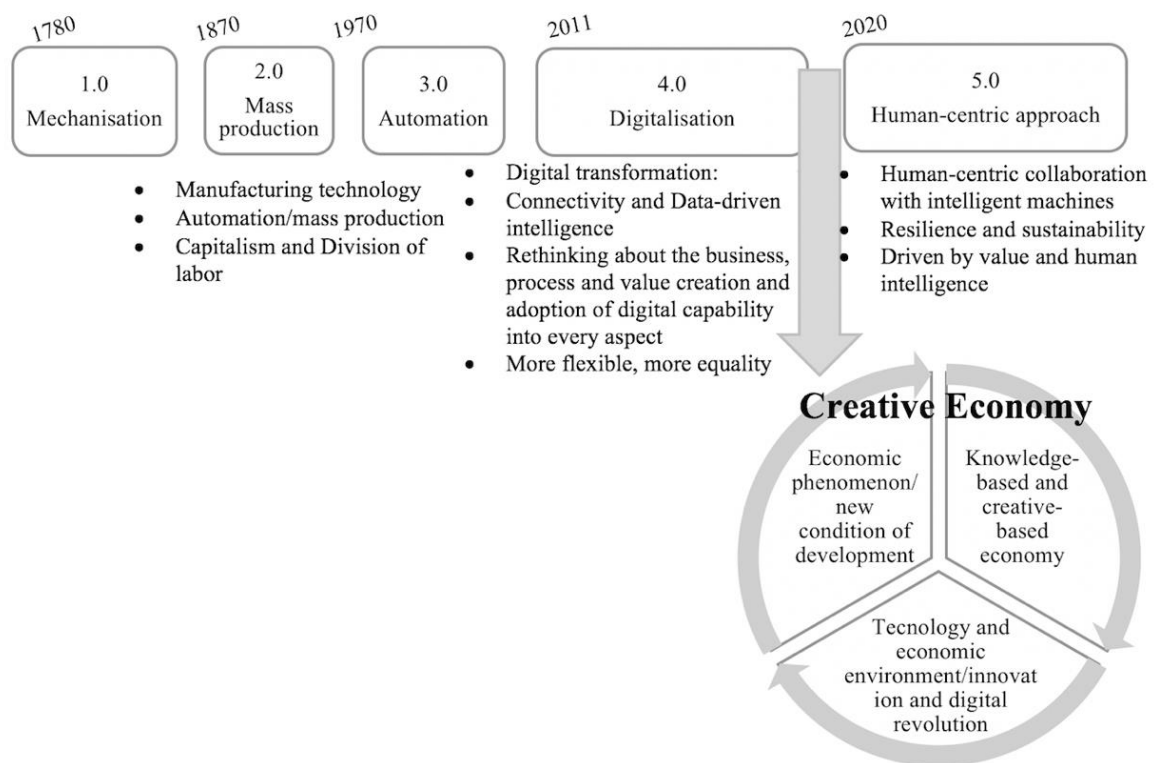 1780
1870
1970
2011
2020
1.0
Mechanisation
2.0
Mass
production
3.0
Automation
4.0
Digitalisation
5.0
Human-centric approach
• Manufacturing technology
• Automation/mass production
• Capitalism and Division of
labor
• Digital transformation:
• Connectivity and Data-driven
intelligence
• Rethinking about the business,
process and value creation and
adoption of digital capability
into every aspect
• More flexible, more equality
• Human-centric collaboration
with intelligent machines
• Resilience and sustainability
• Driven by value and human
intelligence
Creative Economy
Economic
phenomenon/
new
condition of
development
Knowledge-
based and
creative-
based
economy
Tecnology and
economic
environment/innovat
ion and digital
revolution